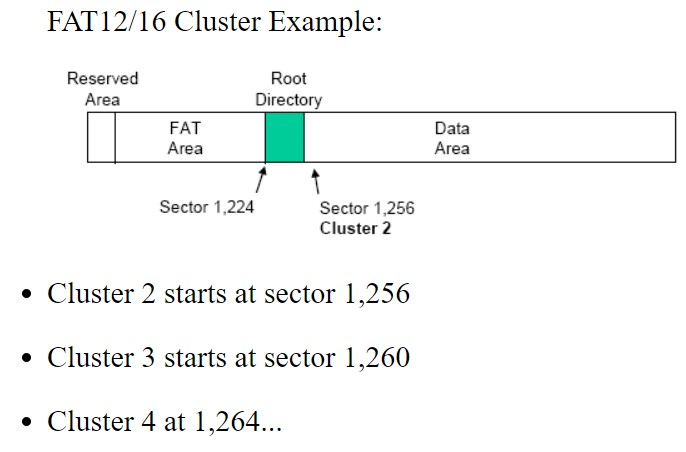 FAT12/16 Cluster Example:
Reserved Area
Root Directory
FAT Area
Data Area
Sector 1,224
Sector 1,256
Cluster 2
• Cluster 2 starts at sector 1,256
• Cluster 3 starts at sector 1,260
• Cluster 4 at 1,264...